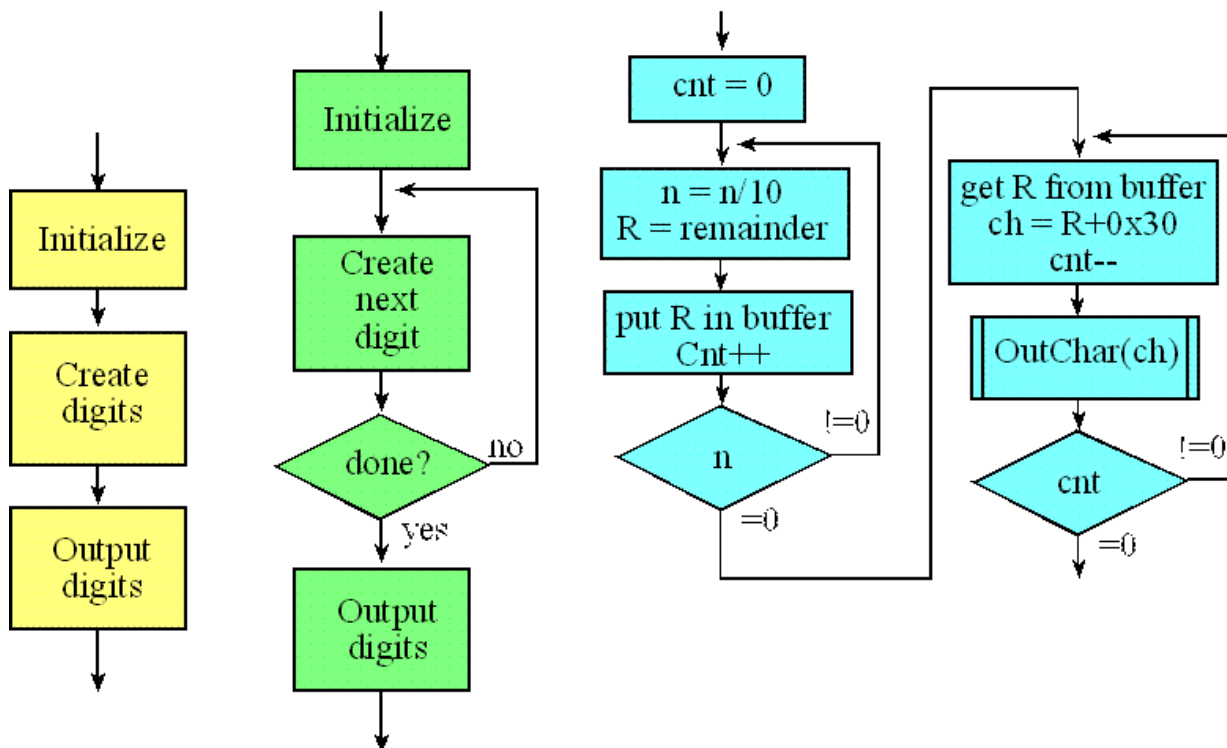 Initialize
Create
digits
Output
digits
Initialize
Create
next
digit
done?
no
yes
Output
digits
cnt = 0
n = n/10
R = remainder
put R in buffer
Cnt++
n
!=0
=0
get R from buffer
ch = R+0x30
cnt--
OutChar(ch)
cnt
!=0
=0